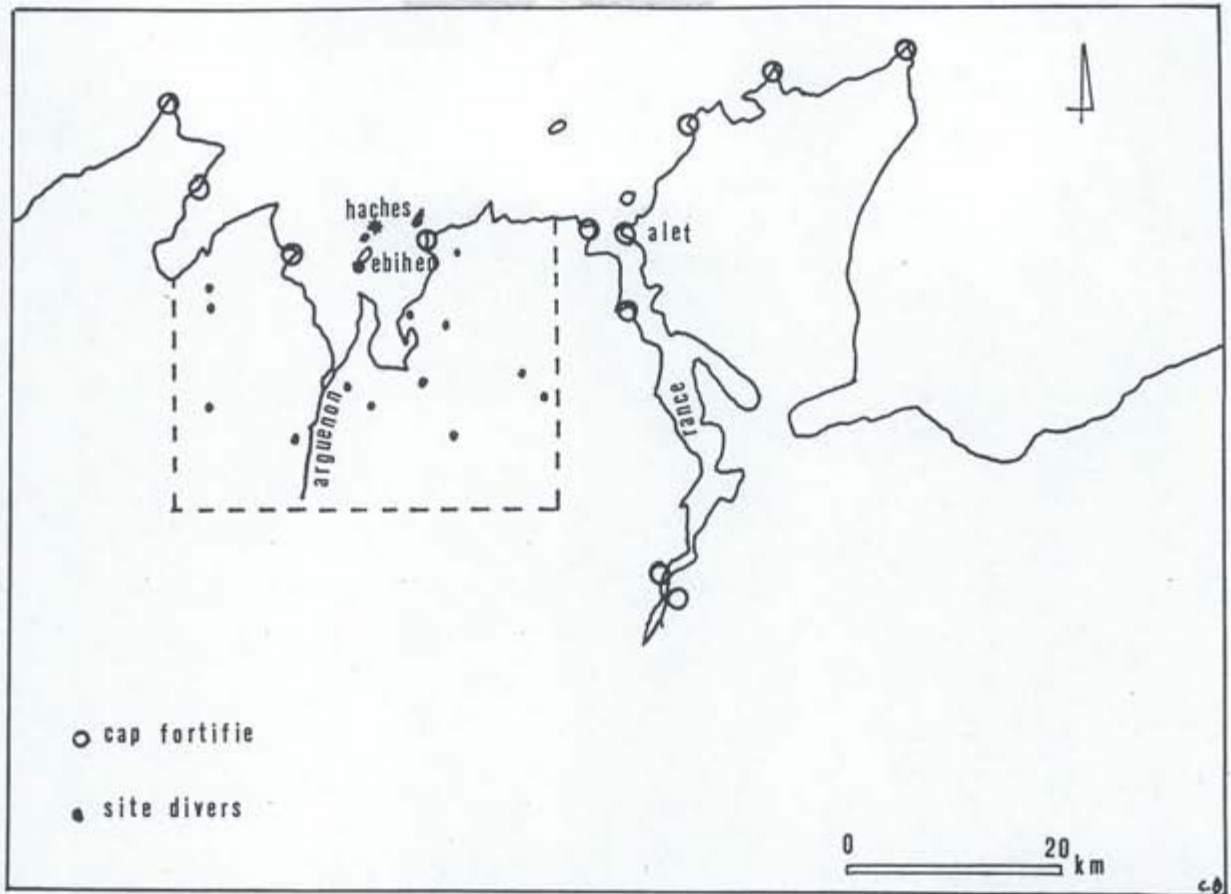 haches
ebihen
alet
arguenon
rance
cap fortifie
site divers
0 20 km